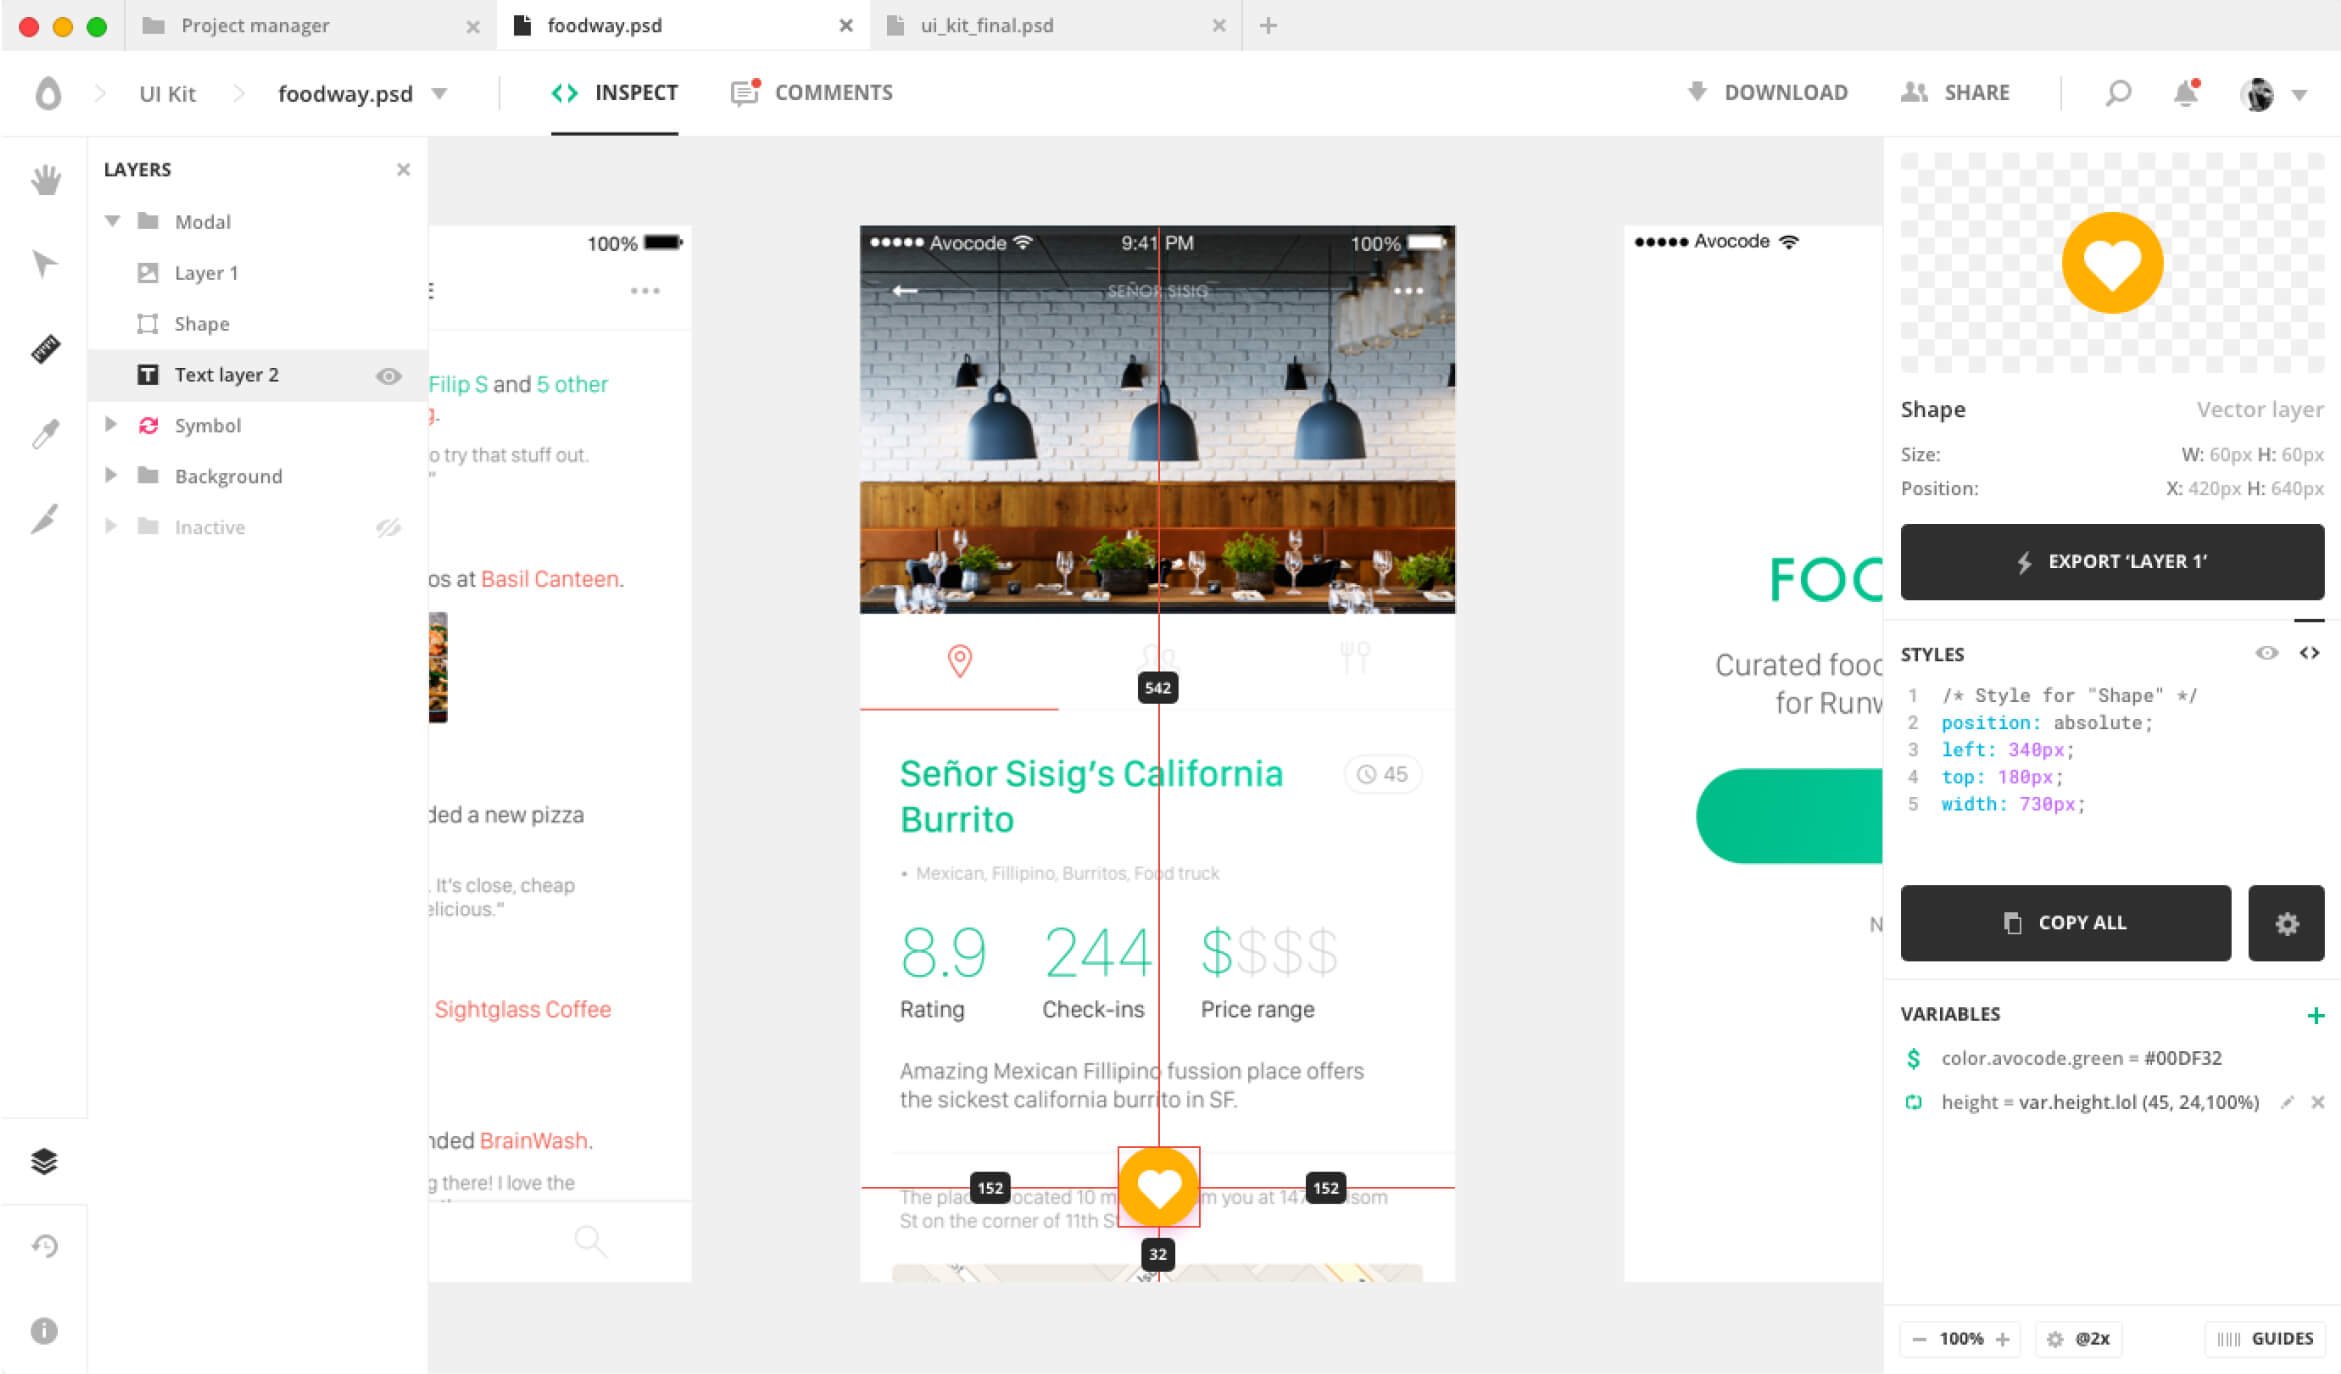 Project manager
foodway.psd
ui_kit_final.psd
UI Kit
foodway.psd
INSPECT
COMMENTS
DOWNLOAD
SHARE
LAYERS
Modal
Layer 1
Shape
Text layer 2
Symbol
Background
Inactive
100%
Filip S and 5 other
g.
o try that stuff out.
"
os at Basil Canteen.
ded a new pizza
. It's close, cheap
elicious."
Sightglass Coffee
nded BrainWash.
g there! I love the
Avocode
9:41 PM
100%
SEÑOR SISIG
542
Señor Sisig's California
Burrito
45
• Mexican, Fillipino, Burritos, Food truck
8.9
244
$$$$
Rating
Check-ins
Price range
Amazing Mexican Fillipino fussion place offers
the sickest california burrito in SF.
152
152
The plac ocated 10 m m you at 147 lsom
St on the corner of 11th S
32
Avocode
FOO
Curated food
for Runw
N
Shape
Vector layer
Size:
W: 60px H: 60px
Position:
X: 420px H: 640px
EXPORT ‘LAYER 1’
STYLES
1 /* Style for "Shape" */
2 position: absolute;
3 left: 340px;
4 top: 180px;
5 width: 730px;
COPY ALL
VARIABLES
$ color.avocode.green = #00DF32
height = var.height.lol (45, 24,100%)
100%
@2x
GUIDES